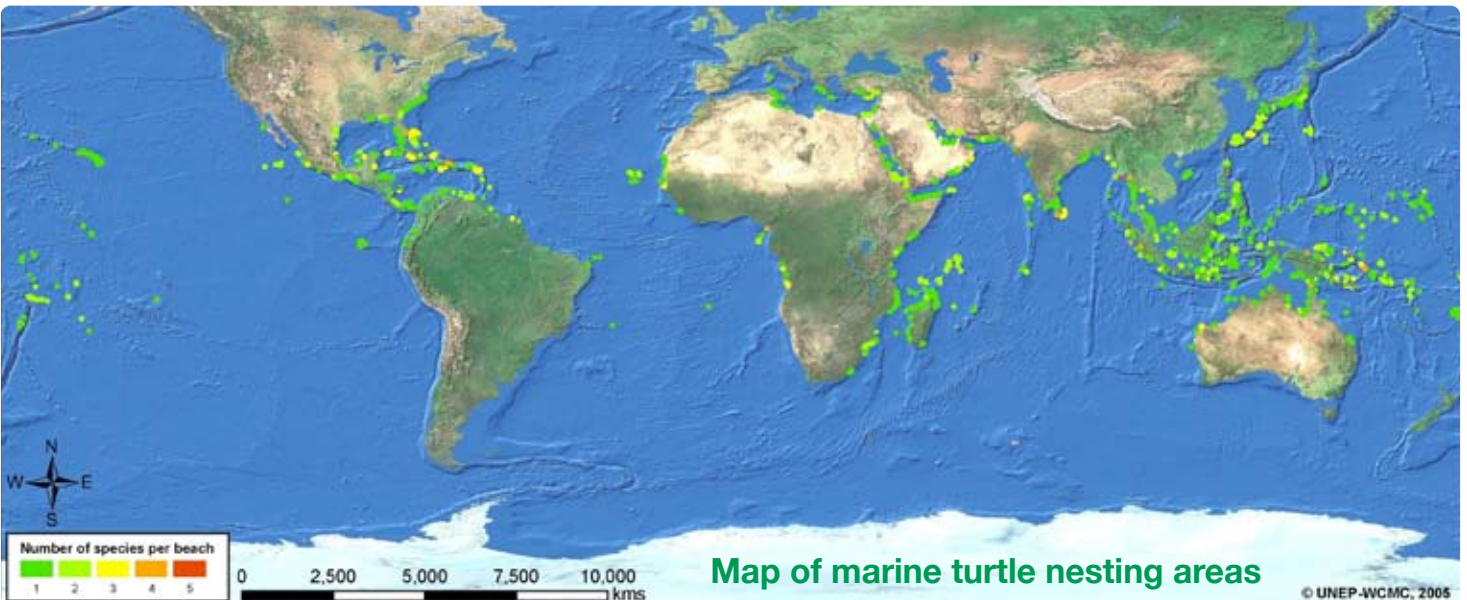 N
W E
S
Number of species per beach
1 2 3 4 5
0 2,500 5,000 7,500 10,000
kms
Map of marine turtle nesting areas
© UNEP-WCMC, 2005